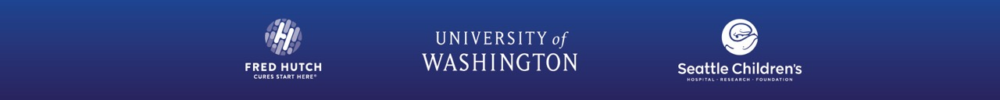 FRED HUTCH
CURES START HERE®
UNIVERSITY of
WASHINGTON
Seattle Children's
HOSPITAL · RESEARCH · FOUNDATION